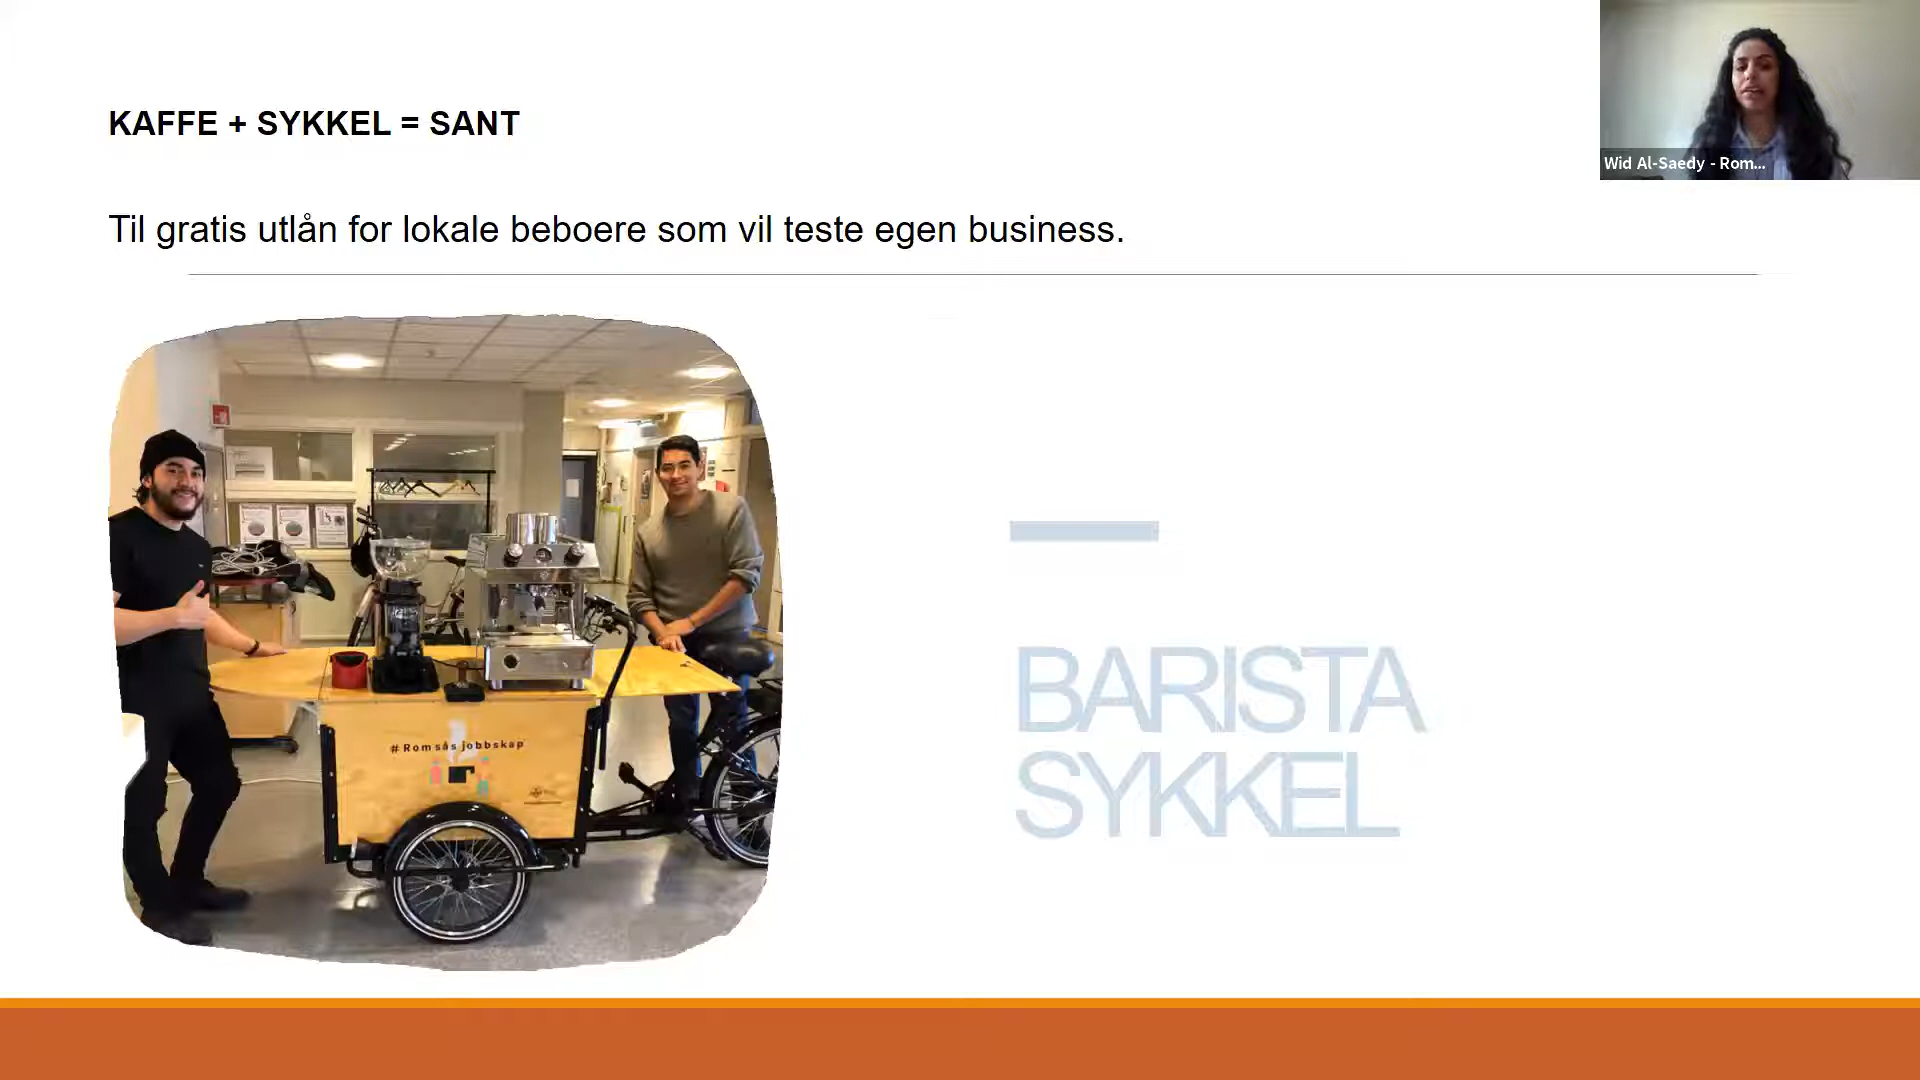 KAFFE + SYKKEL = SANT
Wid Al-Saedy - Rom...
Til gratis utlån for lokale beboere som vil teste egen business.
#Romsås jobbskap
BARISTA
SYKKEL